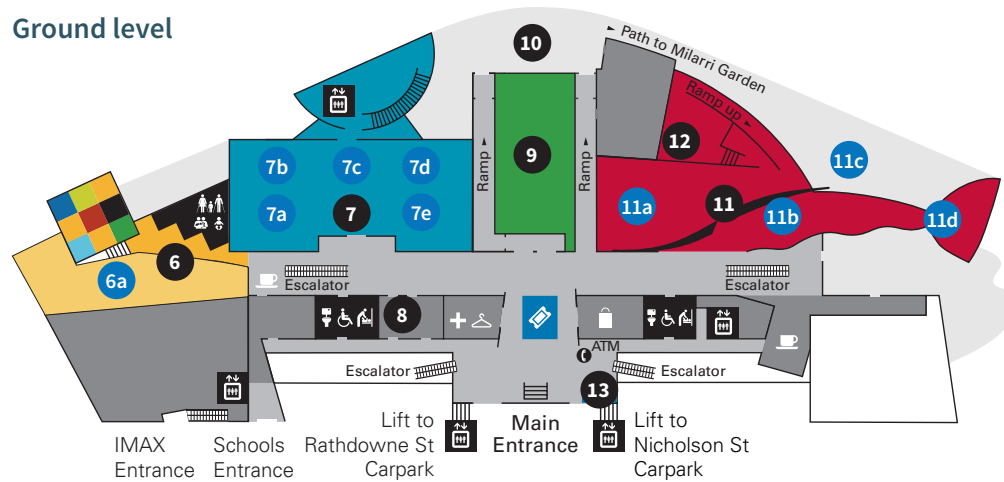 Ground level
10
Path to Milarri Garden
Ramp up
12
7b
7c
7d
9
Ramp
Ramp
11c
7a
7
7e
11a
11
11b
11d
6
6a
Escalator
Escalator
8
ATM
Escalator
Escalator
13
IMAX
Entrance
Schools
Entrance
Lift to
Rathdowne St
Carpark
Main
Entrance
Lift to
Nicholson St
Carpark